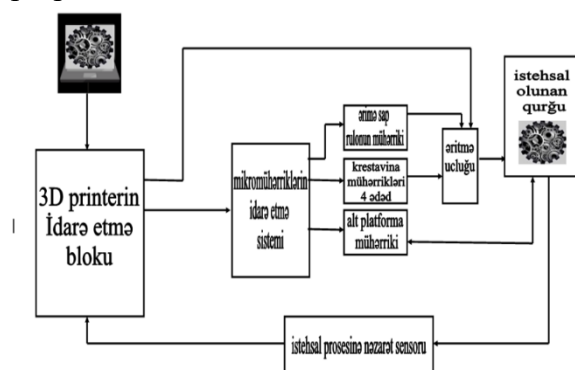 3D printerin
İdarə etmə
bloku
mikromühərriklərin
idarə etmə
sistemi
ərimə sap
rulonun mühərriki
krestavina
mühərrikləri
4 ədəd
alt platforma
mühərriki
əritmə
ucluğu
istehsal
olunan
qurğu
istehsal prosesinə nəzarət sensoru